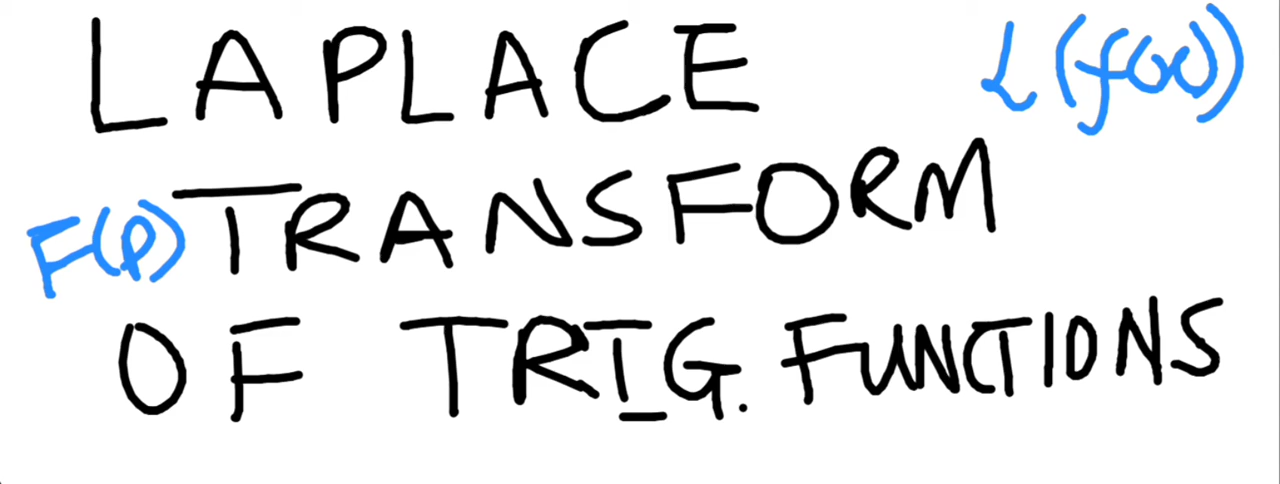 LAPLACE L(f(x))
F(p) TRANSFORM
OF TRIG. FUNCTIONS